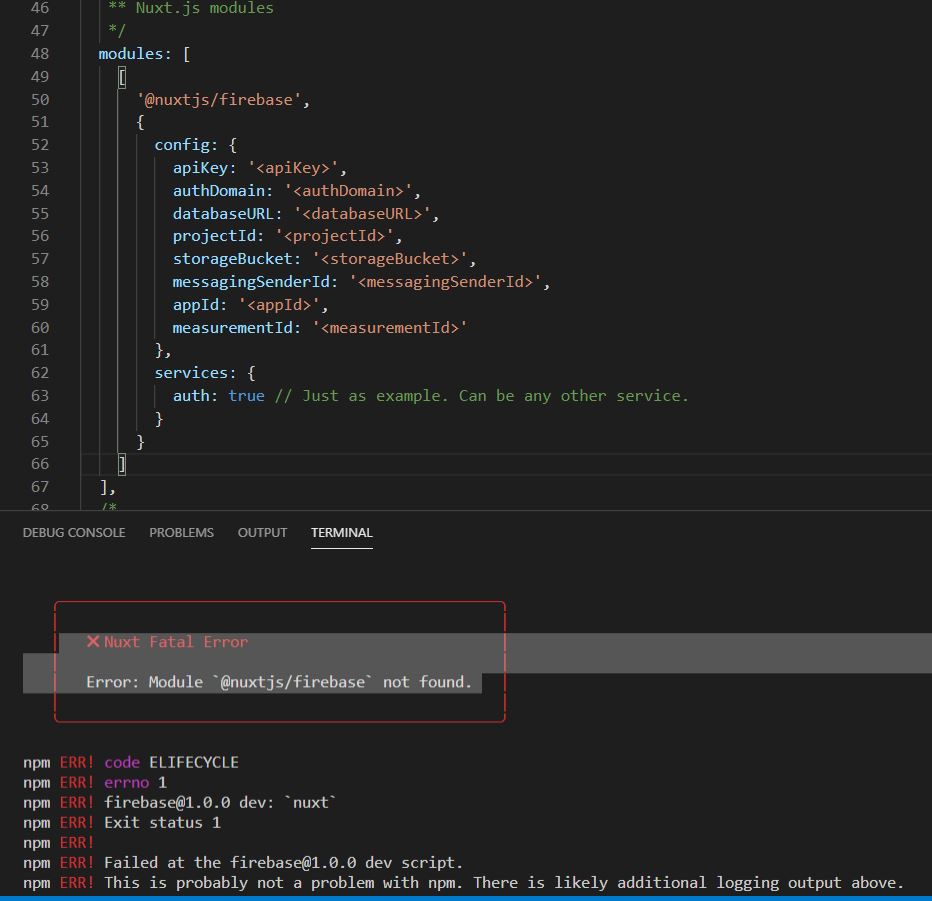 46 ** Nuxt.js modules
47 */
48 modules: [
49 [
50 '@nuxtjs/firebase',
51 {
52 config: {
53 apiKey: '<apiKey>',
54 authDomain: '<authDomain>',
55 databaseURL: '<databaseURL>',
56 projectId: '<projectId>',
57 storageBucket: '<storageBucket>',
58 messagingSenderId: '<messagingSenderId>',
59 appId: '<appId>',
60 measurementId: '<measurementId>'
61 },
62 services: {
63 auth: true // Just as example. Can be any other service.
64 }
65 }
66 ]
67 ],
68 /*
DEBUG CONSOLE PROBLEMS OUTPUT TERMINAL
❌Nuxt Fatal Error
Error: Module `@nuxtjs/firebase` not found.
npm ERR! code ELIFECYCLE
npm ERR! errno 1
npm ERR! firebase@1.0.0 dev: `nuxt`
npm ERR! Exit status 1
npm ERR!
npm ERR! Failed at the firebase@1.0.0 dev script.
npm ERR! This is probably not a problem with npm. There is likely additional logging output above.